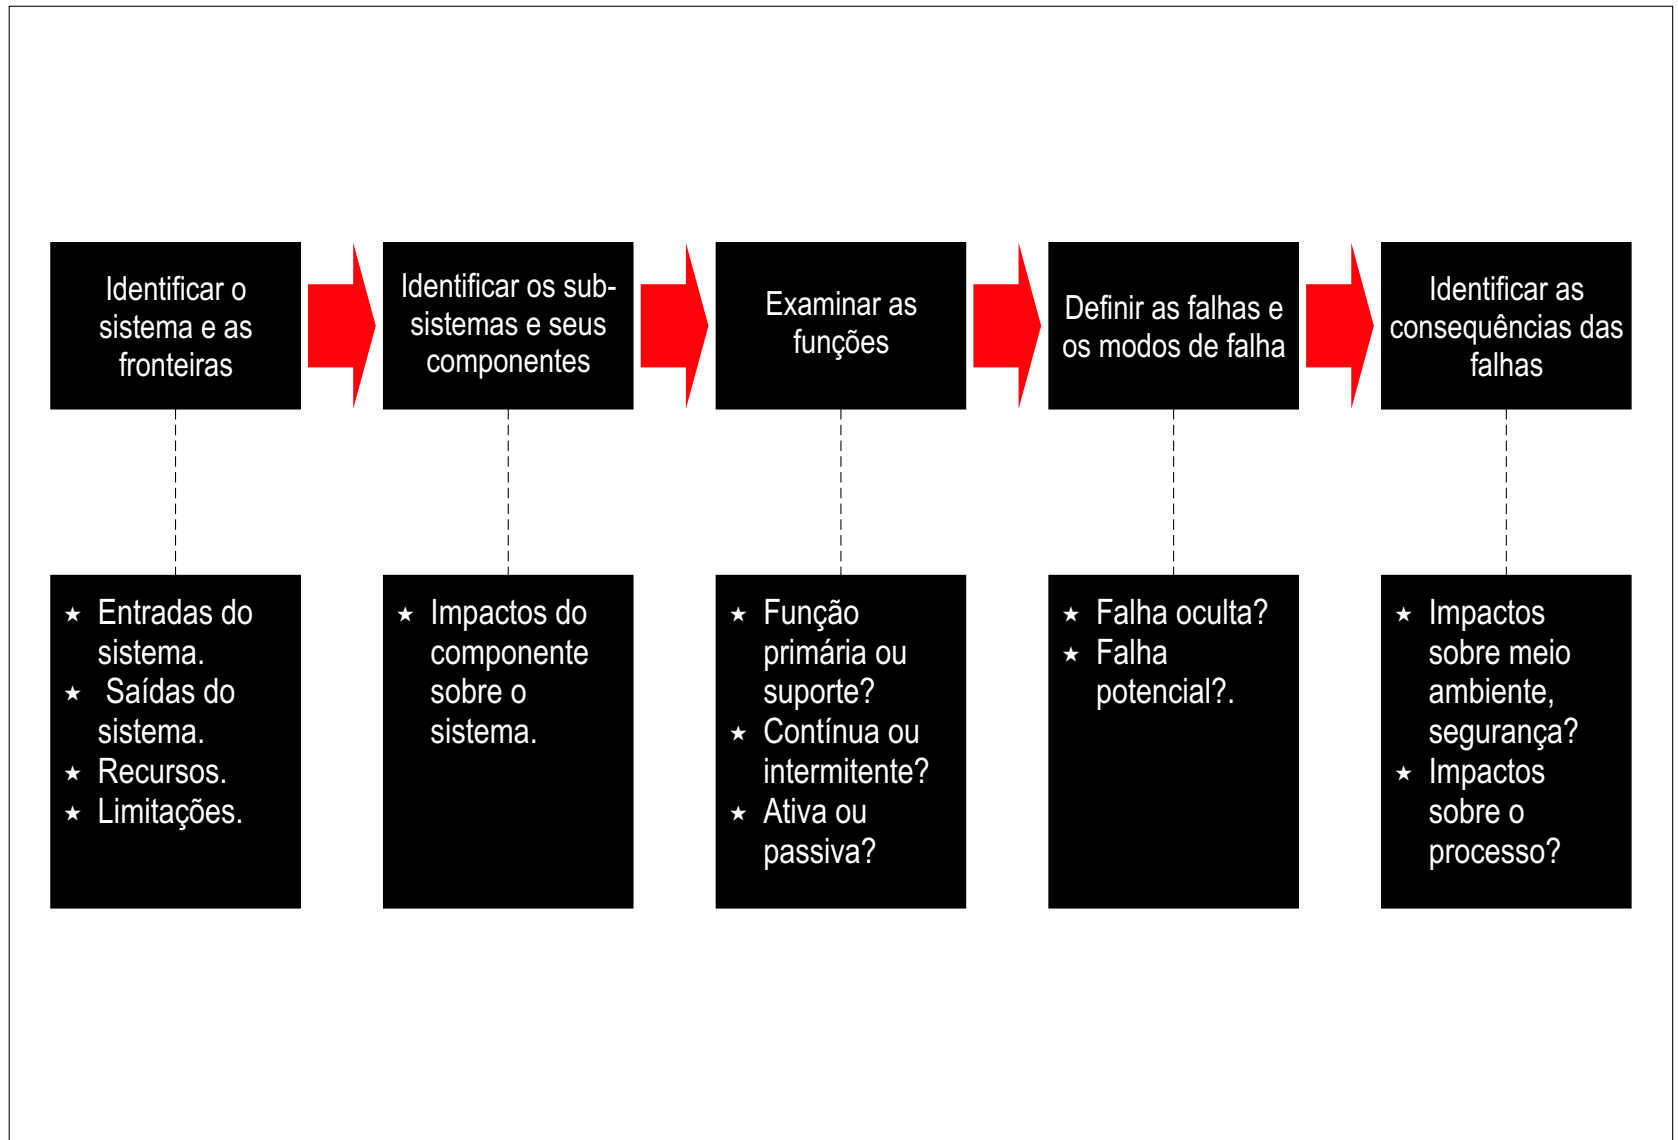 Identificar o
sistema e as
fronteiras
Identificar os sub-
sistemas e seus
componentes
Examinar as
funções
Definir as falhas e
os modos de falha
Identificar as
consequências das
falhas
★ Entradas do
sistema.
★ Saídas do
sistema.
★ Recursos.
★ Limitações.
★ Impactos do
componente
sobre o
sistema.
★ Função
primária ou
suporte?
★ Contínua ou
intermitente?
★ Ativa ou
passiva?
★ Falha oculta?
★ Falha
potencial?.
★ Impactos
sobre meio
ambiente,
segurança?
★ Impactos
sobre o
processo?